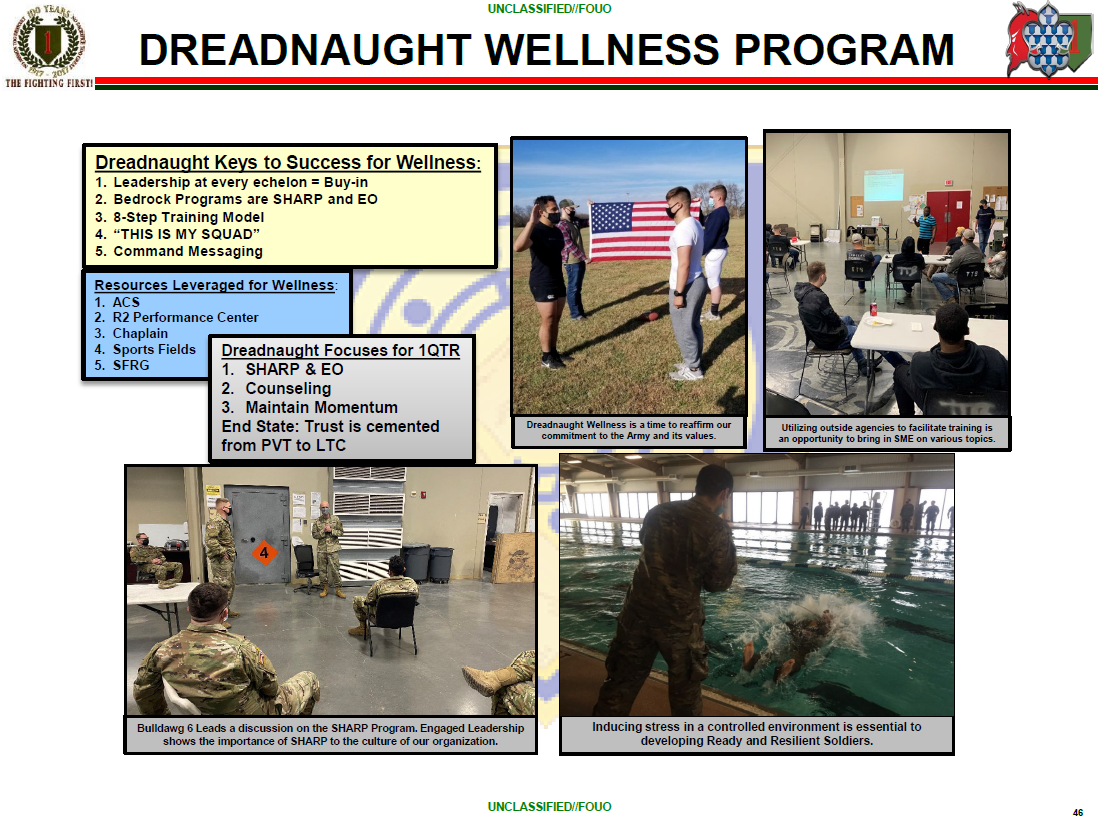 UNCLASSIFIED//FOUO
100 YEARS
1
1917 - 2017
THE FIGHTING FIRST!
DREADNAUGHT WELLNESS PROGRAM
1
Dreadnaught Keys to Success for Wellness:
1. Leadership at every echelon = Buy-in
2. Bedrock Programs are SHARP and EO
3. 8-Step Training Model
4. “THIS IS MY SQUAD”
5. Command Messaging
Resources Leveraged for Wellness:
1. ACS
2. R2 Performance Center
3. Chaplain
4. Sports Fields
5. SFRG
Dreadnaught Focuses for 1QTR
1. SHARP & EO
2. Counseling
3. Maintain Momentum
End State: Trust is cemented
from PVT to LTC
Dreadnaught Wellness is a time to reaffirm our
commitment to the Army and its values.
Utilizing outside agencies to facilitate training is
an opportunity to bring in SME on various topics.
4
Bulldawg 6 Leads a discussion on the SHARP Program. Engaged Leadership
shows the importance of SHARP to the culture of our organization.
Inducing stress in a controlled environment is essential to
developing Ready and Resilient Soldiers.
UNCLASSIFIED//FOUO
46